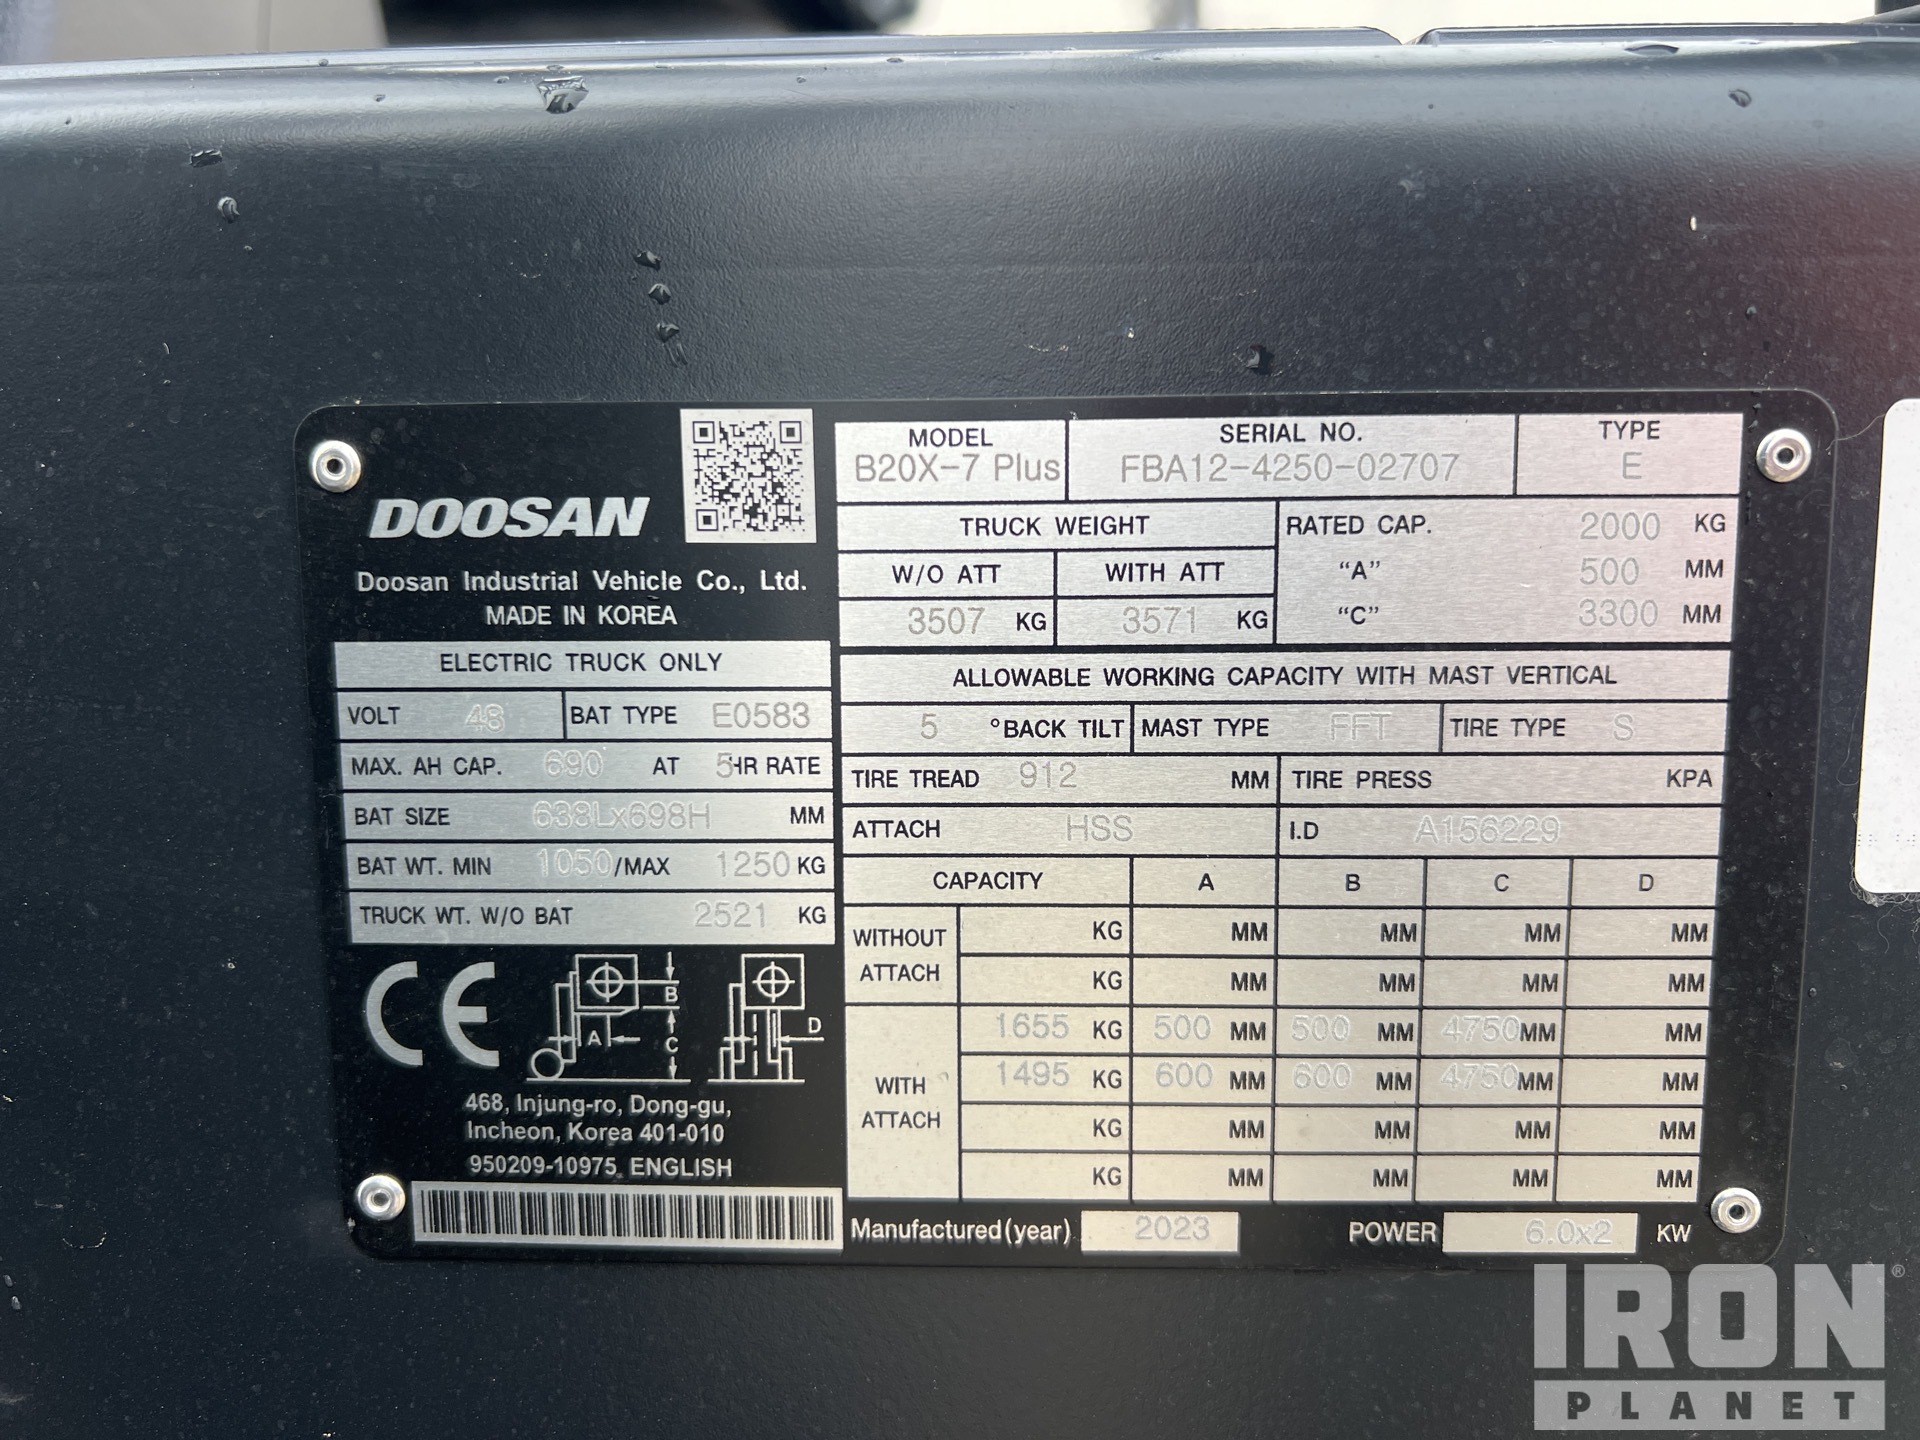 DOOSAN
Doosan Industrial Vehicle Co., Ltd.
MADE IN KOREA
ELECTRIC TRUCK ONLY
VOLT 48 BAT TYPE E0583
MAX. AH CAP. 690 AT 5HR RATE
BAT SIZE 638Lx698H MM
BAT WT. MIN 1050/MAX 1250 KG
TRUCK WT. W/O BAT 2521 KG
CE
B
A
C
D
468, Injung-ro, Dong-gu,
Incheon, Korea 401-010
950209-10975 ENGLISH
MODEL SERIAL NO. TYPE
B20X-7 Plus FBA12-4250-02707 E
TRUCK WEIGHT
W/O ATT WITH ATT
3507 KG 3571 KG
RATED CAP. 2000 KG
"A" 500 MM
"C" 3300 MM
ALLOWABLE WORKING CAPACITY WITH MAST VERTICAL
5 °BACK TILT MAST TYPE FFT TIRE TYPE S
TIRE TREAD 912 MM TIRE PRESS KPA
ATTACH HSS I.D A156229
CAPACITY A B C D
WITHOUT ATTACH
KG MM MM MM MM
KG MM MM MM MM
WITH ATTACH
1655 KG 500 MM 500 MM 4750MM MM
1495 KG 600 MM 600 MM 4750MM MM
KG MM MM MM MM
KG MM MM MM MM
Manufactured (year) 2023 POWER 6.0x2 KW
IRON®
PLANET